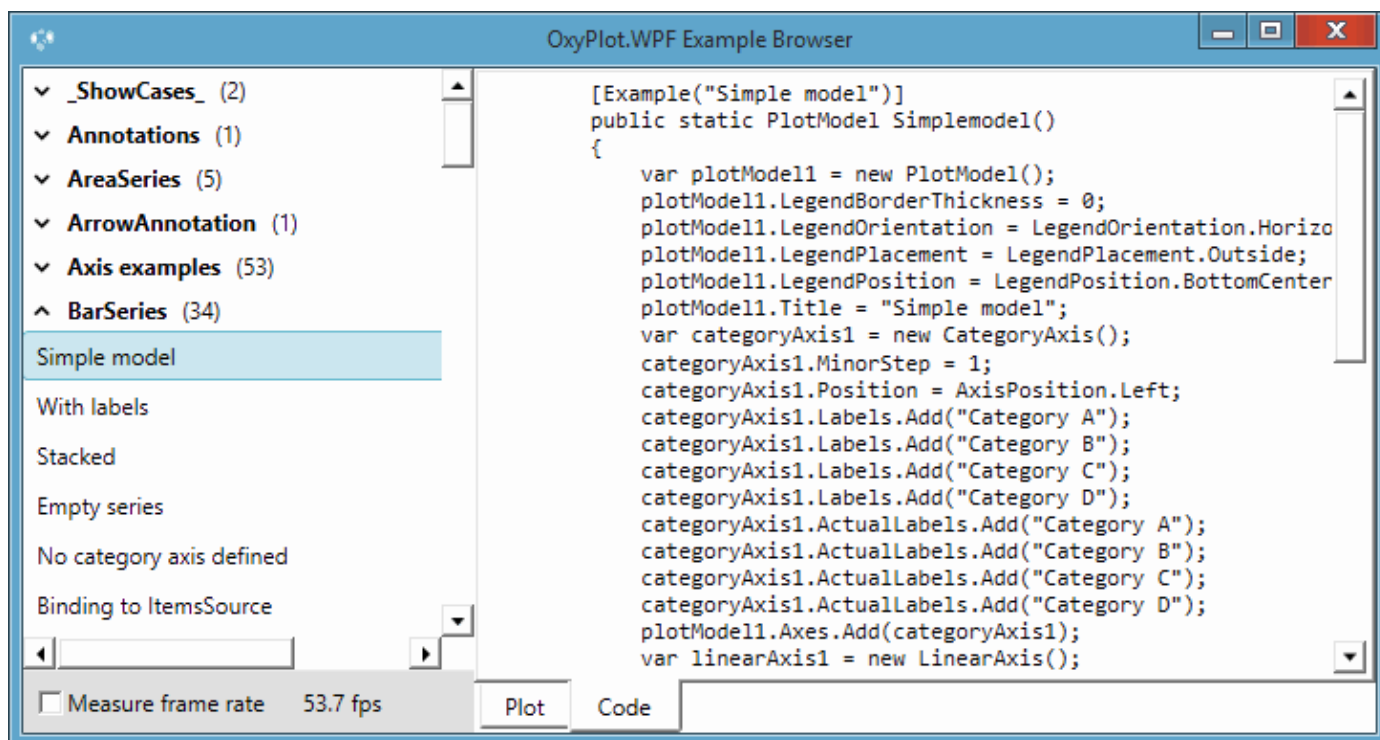 OxyPlot.WPF Example Browser
_ShowCases_ (2)
Annotations (1)
AreaSeries (5)
ArrowAnnotation (1)
Axis examples (53)
BarSeries (34)
Simple model
With labels
Stacked
Empty series
No category axis defined
Binding to ItemsSource
Measure frame rate 53.7 fps
[Example("Simple model")]
public static PlotModel Simplemodel()
{
var plotModel1 = new PlotModel();
plotModel1.LegendBorderThickness = 0;
plotModel1.LegendOrientation = LegendOrientation.Horizo
plotModel1.LegendPlacement = LegendPlacement.Outside;
plotModel1.LegendPosition = LegendPosition.BottomCenter
plotModel1.Title = "Simple model";
var categoryAxis1 = new CategoryAxis();
categoryAxis1.MinorStep = 1;
categoryAxis1.Position = AxisPosition.Left;
categoryAxis1.Labels.Add("Category A");
categoryAxis1.Labels.Add("Category B");
categoryAxis1.Labels.Add("Category C");
categoryAxis1.Labels.Add("Category D");
categoryAxis1.ActualLabels.Add("Category A");
categoryAxis1.ActualLabels.Add("Category B");
categoryAxis1.ActualLabels.Add("Category C");
categoryAxis1.ActualLabels.Add("Category D");
plotModel1.Axes.Add(categoryAxis1);
var linearAxis1 = new LinearAxis();
Plot Code